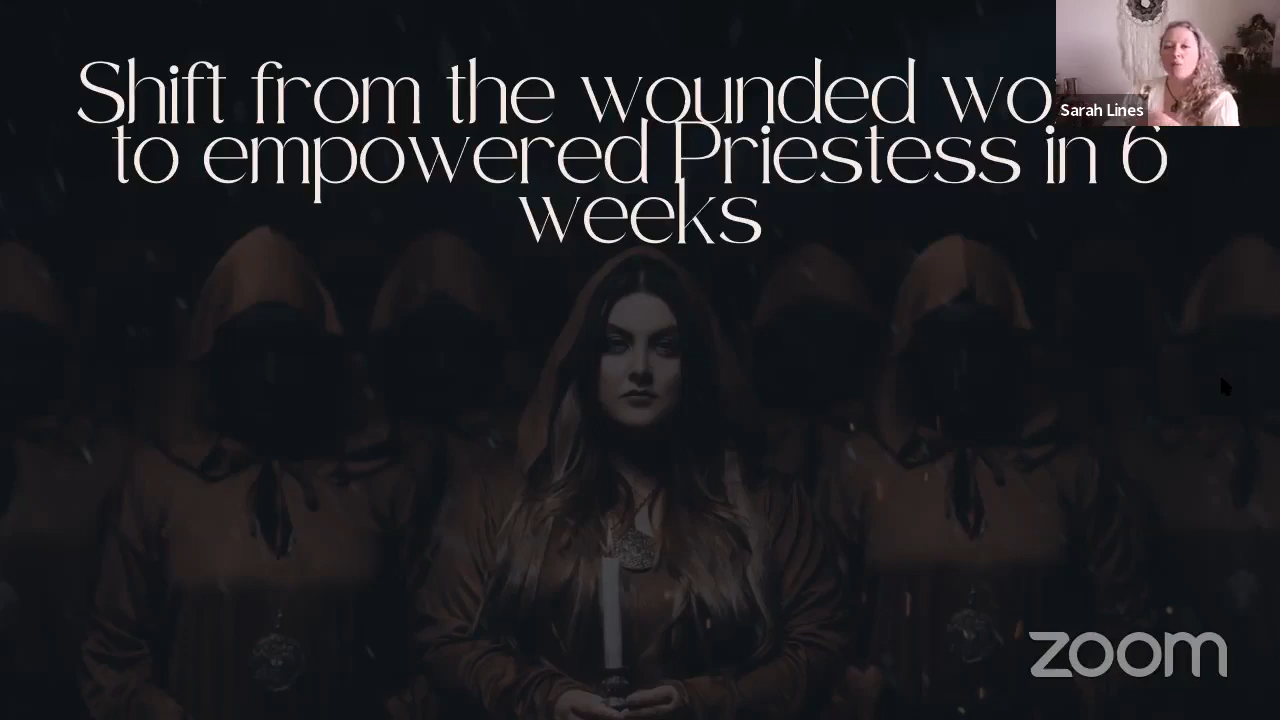 Shift from the wounded wo
to empowered Priestess in 6
weeks
Sarah Lines
zoom